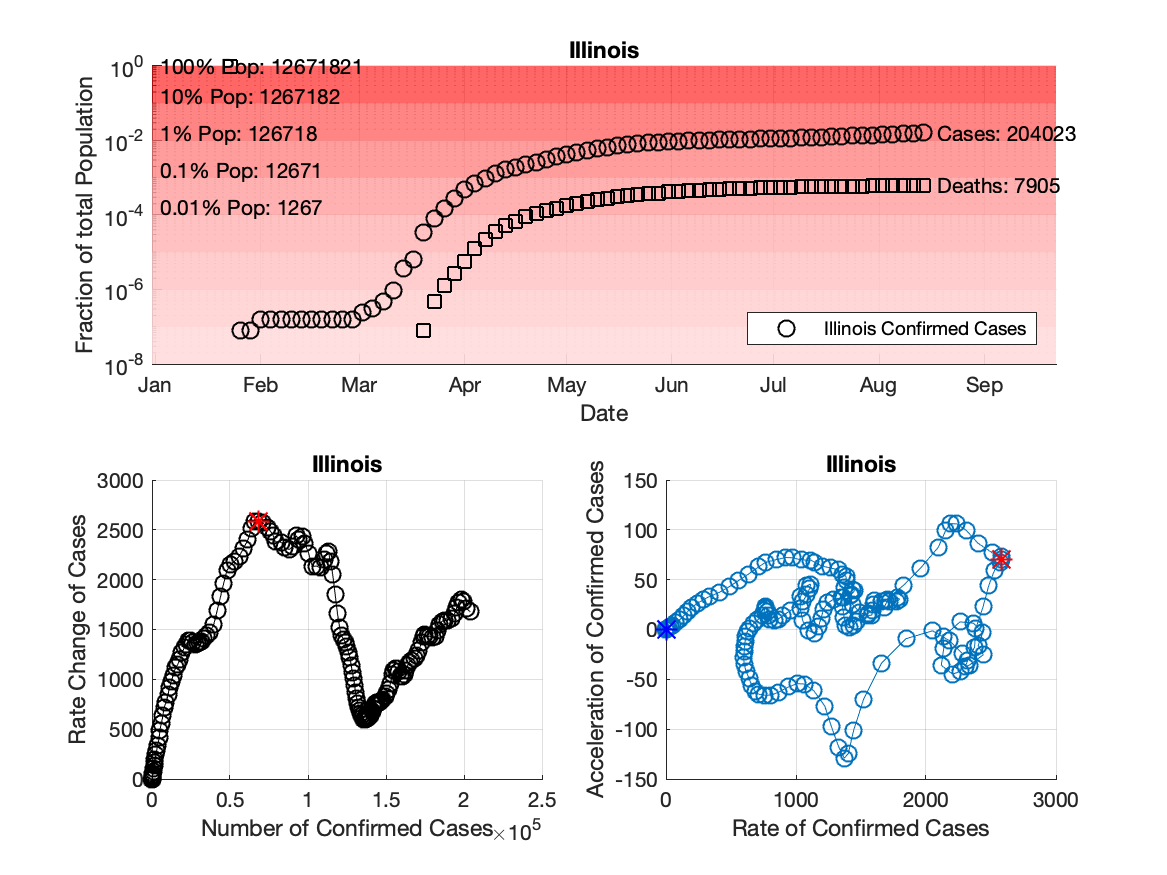 Illinois
10^0
10^-2
10^-4
10^-6
10^-8
Fraction of total Population
100% Pop: 12671821
10% Pop: 1267182
1% Pop: 126718
0.1% Pop: 12671
0.01% Pop: 1267
Cases: 204023
Deaths: 7905
Illinois Confirmed Cases
Jan Feb Mar Apr May Jun Jul Aug Sep
Date
Illinois
3000
2500
2000
1500
1000
500
0
Rate Change of Cases
0 0.5 1 1.5 2 2.5
Number of Confirmed Cases ×10^5
Illinois
150
100
50
0
-50
-100
-150
Acceleration of Confirmed Cases
0 1000 2000 3000
Rate of Confirmed Cases